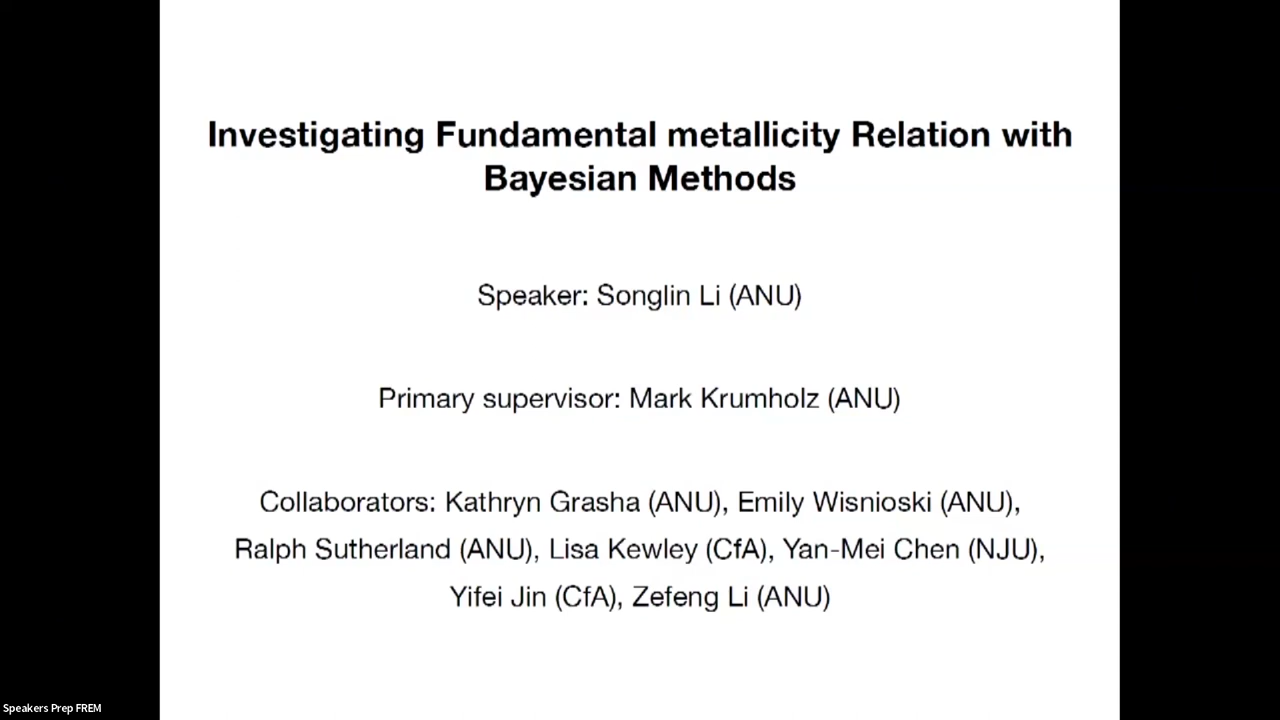 Investigating Fundamental metallicity Relation with
Bayesian Methods
Speaker: Songlin Li (ANU)
Primary supervisor: Mark Krumholz (ANU)
Collaborators: Kathryn Grasha (ANU), Emily Wisnioski (ANU),
Ralph Sutherland (ANU), Lisa Kewley (CfA), Yan-Mei Chen (NJU),
Yifei Jin (CfA), Zefeng Li (ANU)
Speakers Prep FREM